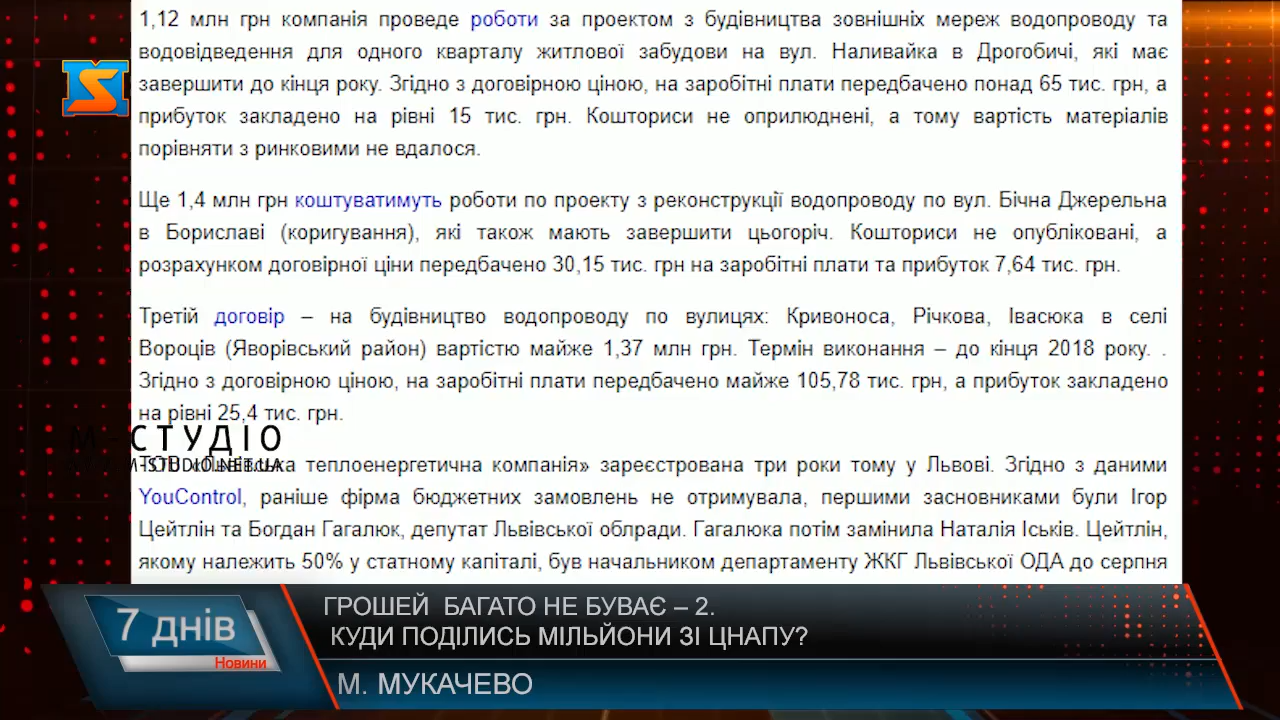 1,12 млн грн компанія проведе роботи за проектом з будівництва зовнішніх мереж водопроводу та
водовідведення для одного кварталу житлової забудови на вул. Наливайка в Дрогобичі, які має
завершити до кінця року. Згідно з договірною ціною, на заробітні плати передбачено понад 65 тис. грн, а
прибуток закладено на рівні 15 тис. грн. Кошториси не оприлюднені, а тому вартість матеріалів
порівняти з ринковими не вдалося.
Ще 1,4 млн грн коштуватимуть роботи по проекту з реконструкції водопроводу по вул. Бічна Джерельна
в Бориславі (коригування), які також мають завершити цьогоріч. Кошториси не опубліковані, а
розрахунком договірної ціни передбачено 30,15 тис. грн на заробітні плати та прибуток 7,64 тис. грн.
Третій договір – на будівництво водопроводу по вулицях: Кривоноса, Річкова, Івасюка в селі
Вороців (Яворівський район) вартістю майже 1,37 млн грн. Термін виконання – до кінця 2018 року. .
Згідно з договірною ціною, на заробітні плати передбачено майже 105,78 тис. грн, а прибуток закладено
на рівні 25,4 тис. грн.
М-СТУДІО
M-STUDIO.NET.UA
ТОВ «Львівська теплоенергетична компанія» зареєстрована три роки тому у Львові. Згідно з даними
YouControl, раніше фірма бюджетних замовлень не отримувала, першими засновниками були Ігор
Цейтлін та Богдан Гагалюк, депутат Львівської облради. Гагалюка потім замінила Наталія Іськів. Цейтлін,
якому належить 50% у статному капіталі, був начальником департаменту ЖКГ Львівської ОДА до серпня
7 днів
Новини
ГРОШЕЙ БАГАТО НЕ БУВАЄ – 2.
КУДИ ПОДІЛИСЬ МІЛЬЙОНИ ЗІ ЦНАПУ?
М. МУКАЧЕВО